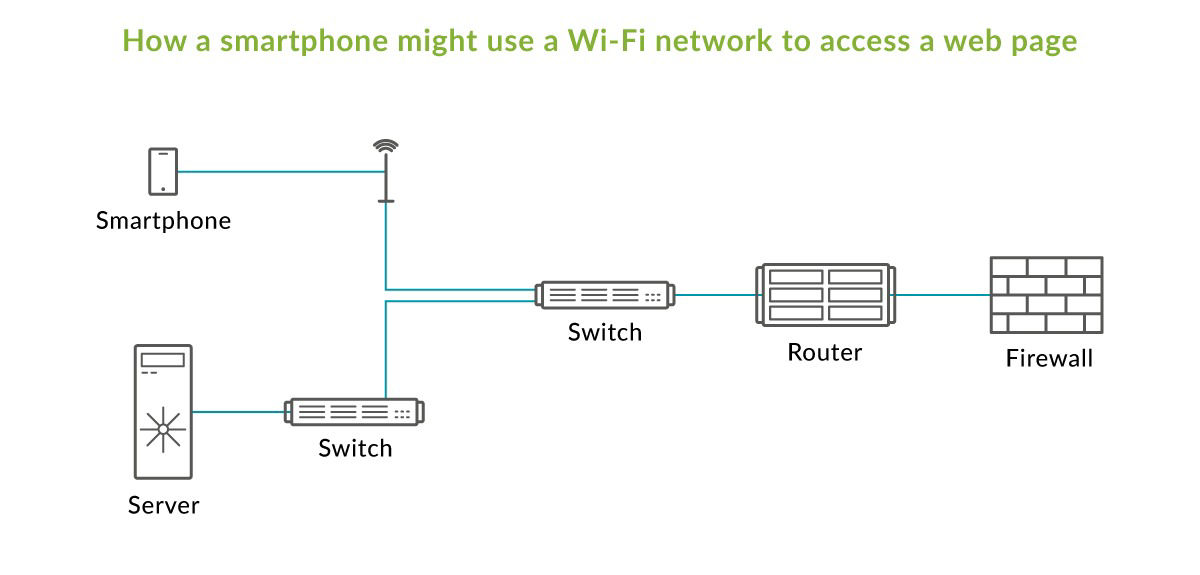 How a smartphone might use a Wi-Fi network to access a web page
Smartphone
Switch
Router
Firewall
Switch
Server